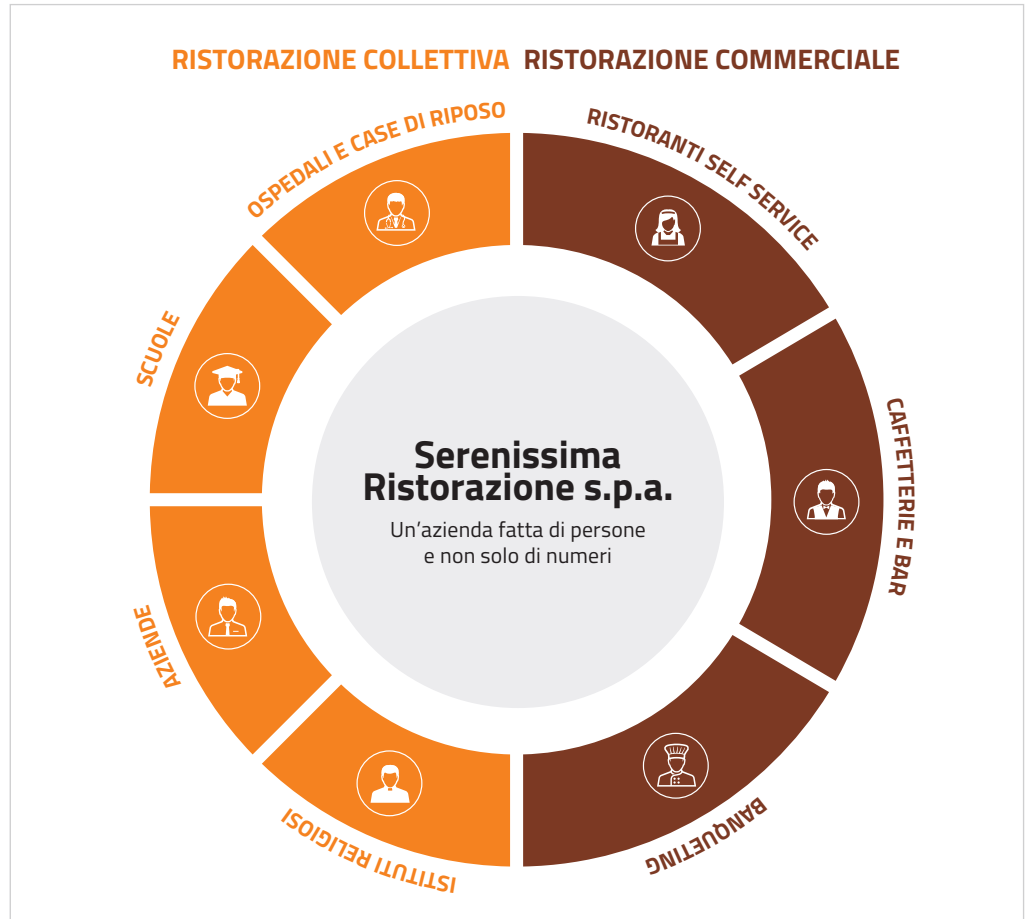 RISTORAZIONE COLLETTIVA RISTORAZIONE COMMERCIALE
OSPEDALI E CASE DI RIPOSO
RISTORANTI SELF SERVICE
SCUOLE
CAFFETTERIE E BAR
Serenissima
Ristorazione s.p.a.
Un’azienda fatta di persone
e non solo di numeri
AZIENDE
ISTITUTI RELIGIOSI
BANQUETING